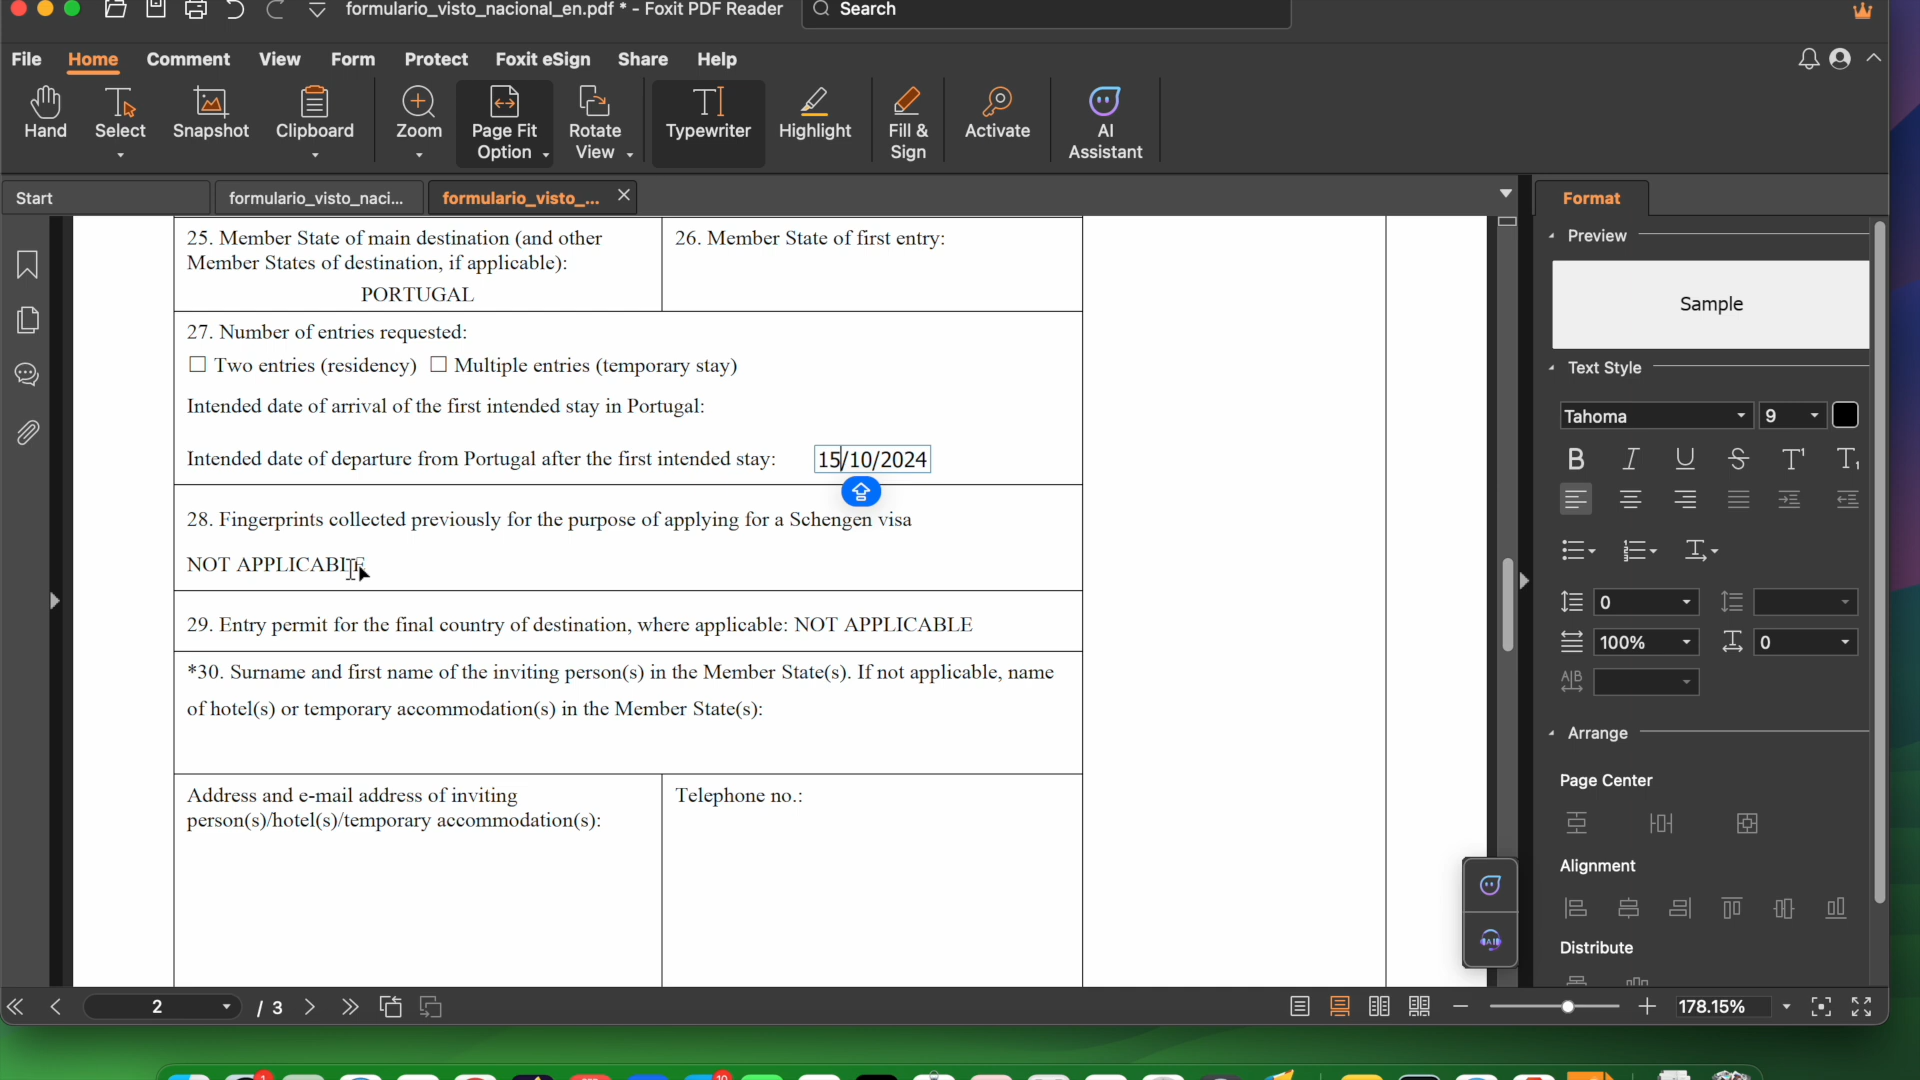 formulario_visto_nacional_en.pdf * - Foxit PDF Reader
Search
File Home Comment View Form Protect Foxit eSign Share Help
Hand
Select
Snapshot
Clipboard
Zoom
Page Fit
Option
Rotate
View
Typewriter
Highlight
Fill &
Sign
Activate
AI
Assistant
Start
formulario_visto_naci...
formulario_visto_...
Format
25. Member State of main destination (and other
Member States of destination, if applicable):
PORTUGAL
26. Member State of first entry:
27. Number of entries requested:
☐ Two entries (residency) ☐ Multiple entries (temporary stay)
Intended date of arrival of the first intended stay in Portugal:
Intended date of departure from Portugal after the first intended stay: 15/10/2024
28. Fingerprints collected previously for the purpose of applying for a Schengen visa
NOT APPLICABLE
29. Entry permit for the final country of destination, where applicable: NOT APPLICABLE
*30. Surname and first name of the inviting person(s) in the Member State(s). If not applicable, name
of hotel(s) or temporary accommodation(s) in the Member State(s):
Address and e-mail address of inviting
person(s)/hotel(s)/temporary accommodation(s):
Telephone no.:
Preview
Sample
Text Style
Tahoma
9
0
100%
0
Arrange
Page Center
Alignment
Distribute
2
/ 3
178.15%
1
10